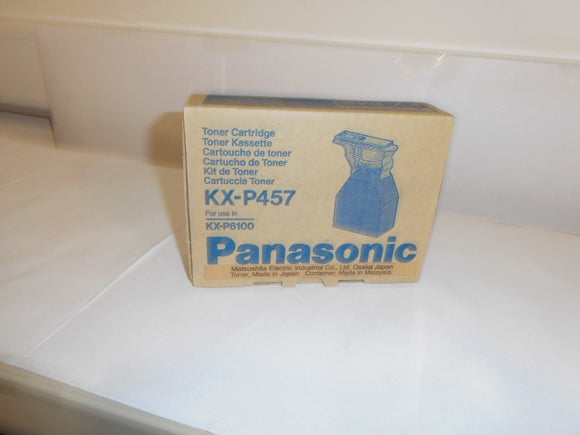 Toner Cartridge
Toner Kassette
Cartouche de toner
Cartucho de Toner
Kit de Toner
Cartuccia Toner
KX-P457
For use in
KX-P6100
Panasonic
Matsushita Electric Industrial Co., Ltd. Osaka Japan
Toner, Made in Japan Container, Made in Malaysia.